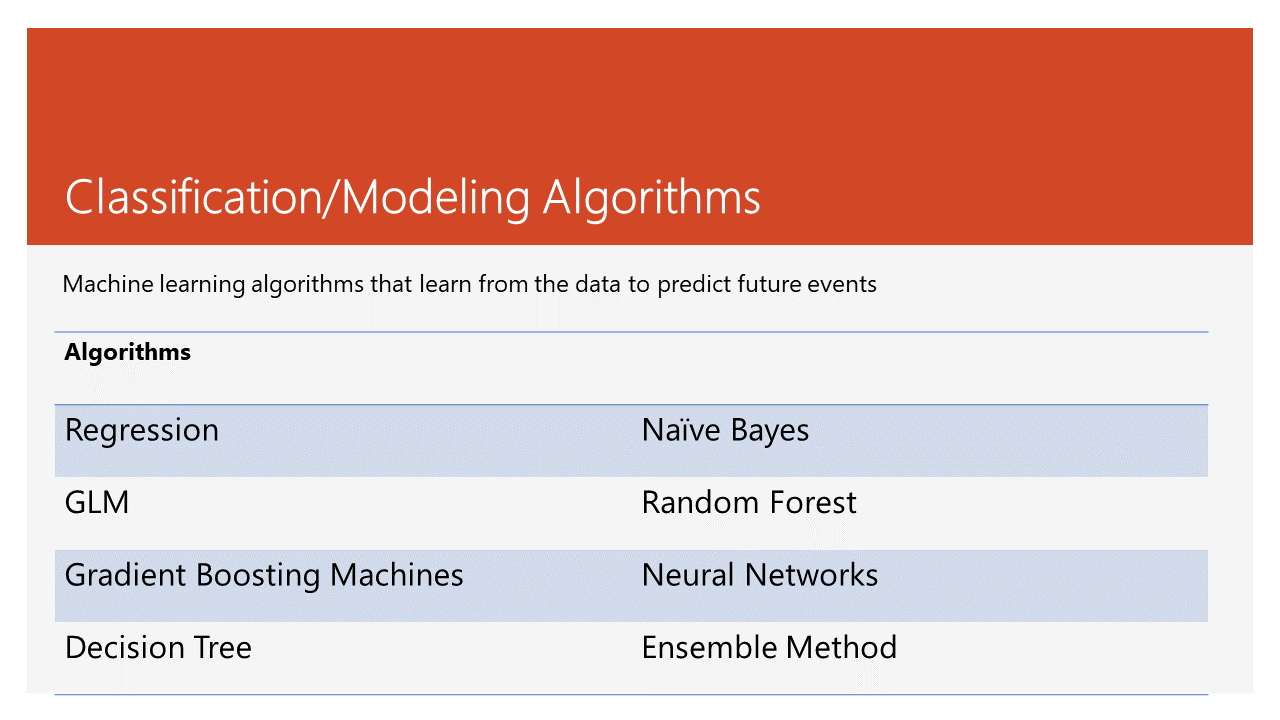 Classification/Modeling Algorithms
Machine learning algorithms that learn from the data to predict future events
Algorithms
Regression Naïve Bayes
GLM Random Forest
Gradient Boosting Machines Neural Networks
Decision Tree Ensemble Method